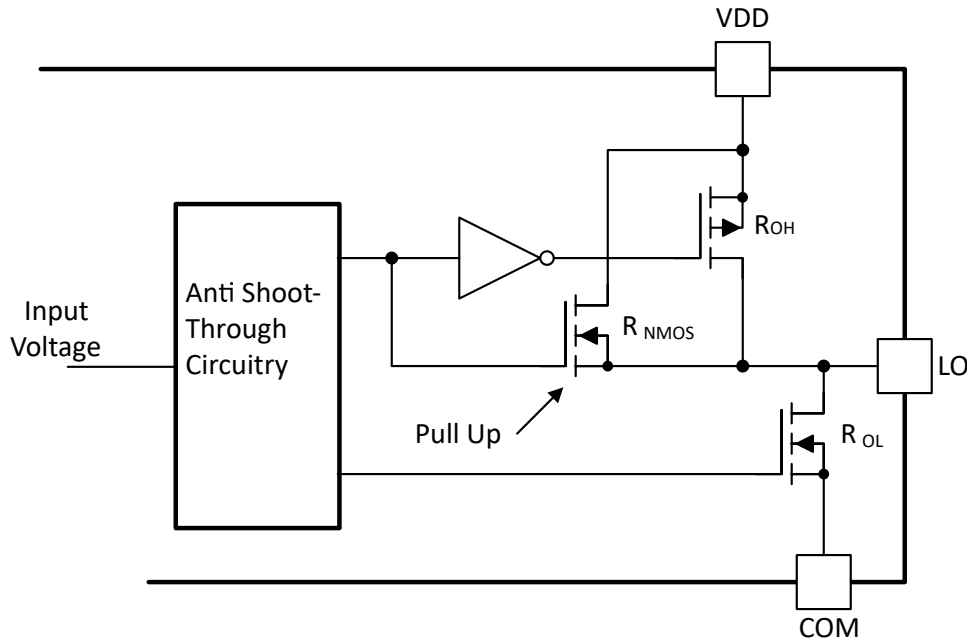 VDD
ROH
Anti Shoot-
Through
Circuitry
Input
Voltage
R NMOS
LO
Pull Up
R OL
COM